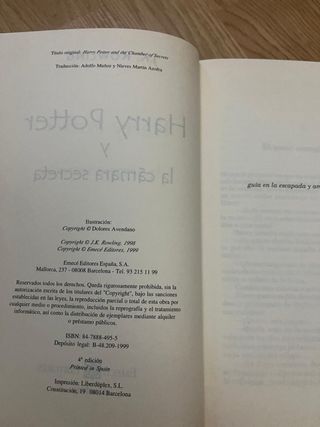 Título original: Harry Potter and the Chamber of Secrets
Traducción: Adolfo Muñoz y Nieves Martín Azofra
J.K. ROWLING
Harry Potter
y
la cámara secreta
Ilustración:
Copyright © Dolores Avendano
Copyright © J.K. Rowling, 1998
Copyright © Emecé Editores, 1999
Emecé Editores España, S.A.
Mallorca, 237 - 08008 Barcelona - Tel. 93 215 11 99
Reservados todos los derechos. Queda rigurosamente prohibida, sin la
autorización escrita de los titulares del "Copyright", bajo las sanciones
establecidas en las leyes, la reproducción parcial o total de esta obra por
cualquier medio o procedimiento, incluidos la reprografía y el tratamiento
informático, así como la distribución de ejemplares mediante alquiler
o préstamo públicos.
ISBN: 84-7888-495-5
Depósito legal: B-48.209-1999
4ª edición
Printed in Spain
Impresión: Liberdúplex, S.L.
Constitución, 19 08014 Barcelona
guía en la escapada y